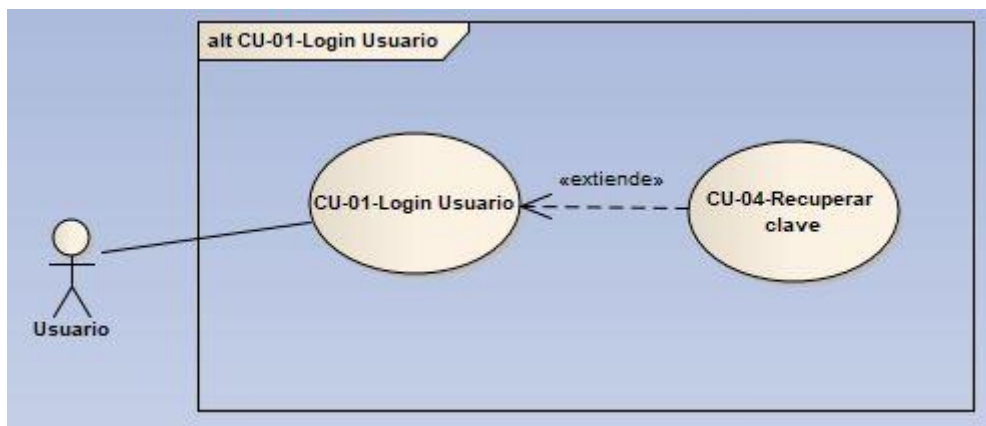 alt CU-01-Login Usuario
CU-01-Login Usuario
«extiende»
CU-04-Recuperar
clave
Usuario